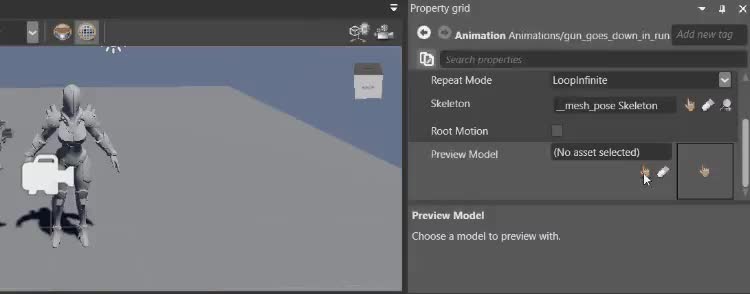 Property grid
Animation Animations/gun_goes_down_in_run
Add new tag
Search properties
Repeat Mode LoopInfinite
Skeleton __mesh_pose Skeleton
Root Motion
Preview Model (No asset selected)
Preview Model
Choose a model to preview with.